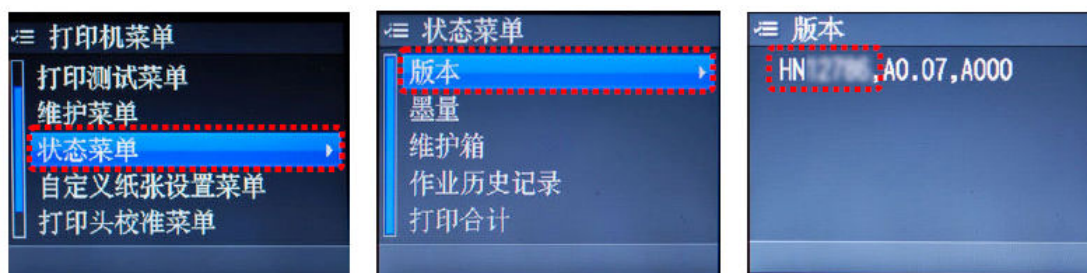 打印机菜单
打印测试菜单
维护菜单
状态菜单
自定义纸张设置菜单
打印头校准菜单
状态菜单
版本
墨量
维护箱
作业历史记录
打印合计
版本
HN ,A0.07,A000